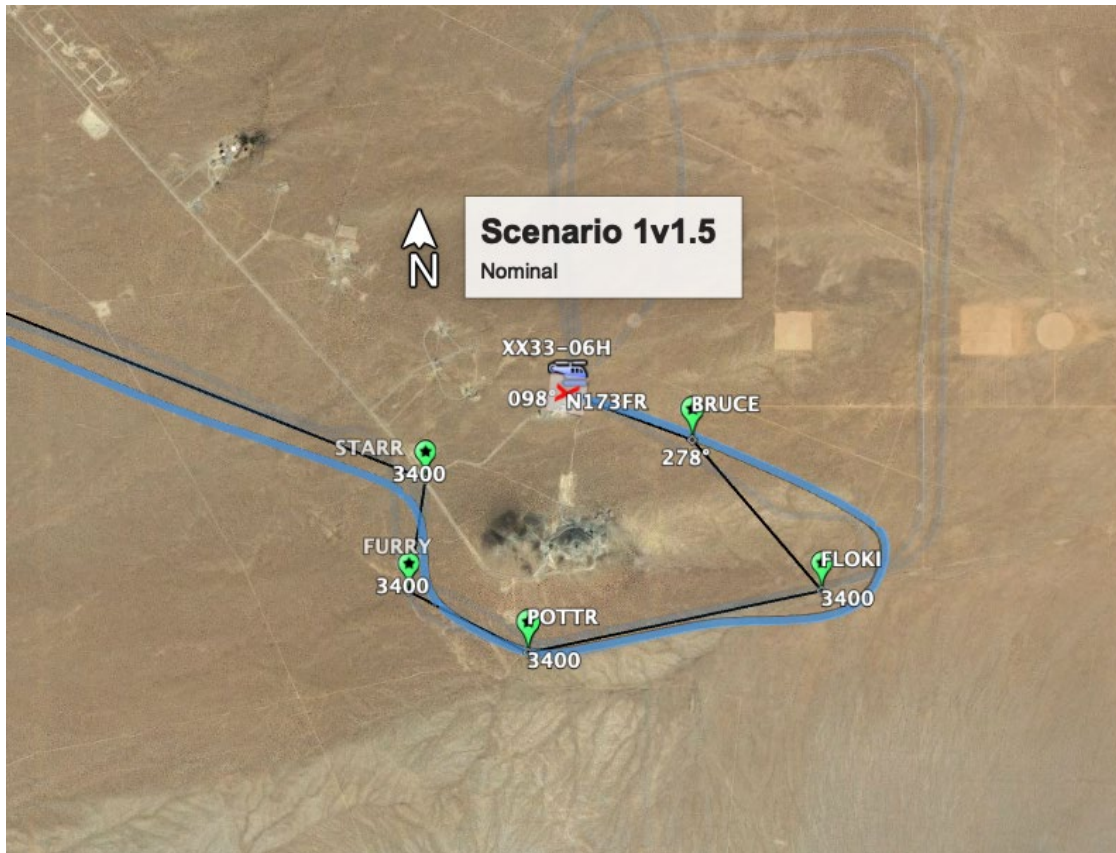 Scenario 1v1.5
Nominal
N
XX33-06H
098° N173FR
BRUCE
278°
STARR
3400
FURRY
3400
FLOKI
3400
POTTR
3400